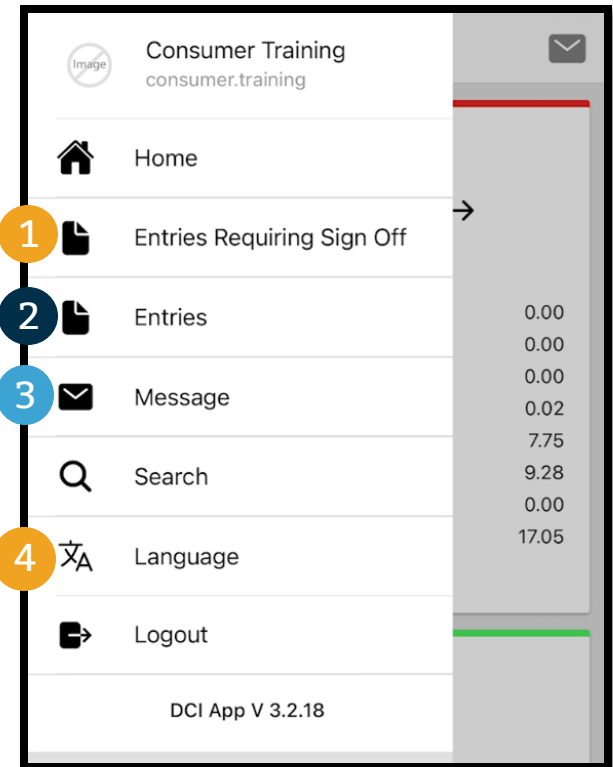 Image
Consumer Training
consumer.training
Home
1
Entries Requiring Sign Off
2
Entries
3
Message
Search
4
Language
Logout
DCI App V 3.2.18
0.00
0.00
0.00
0.02
7.75
9.28
0.00
17.05